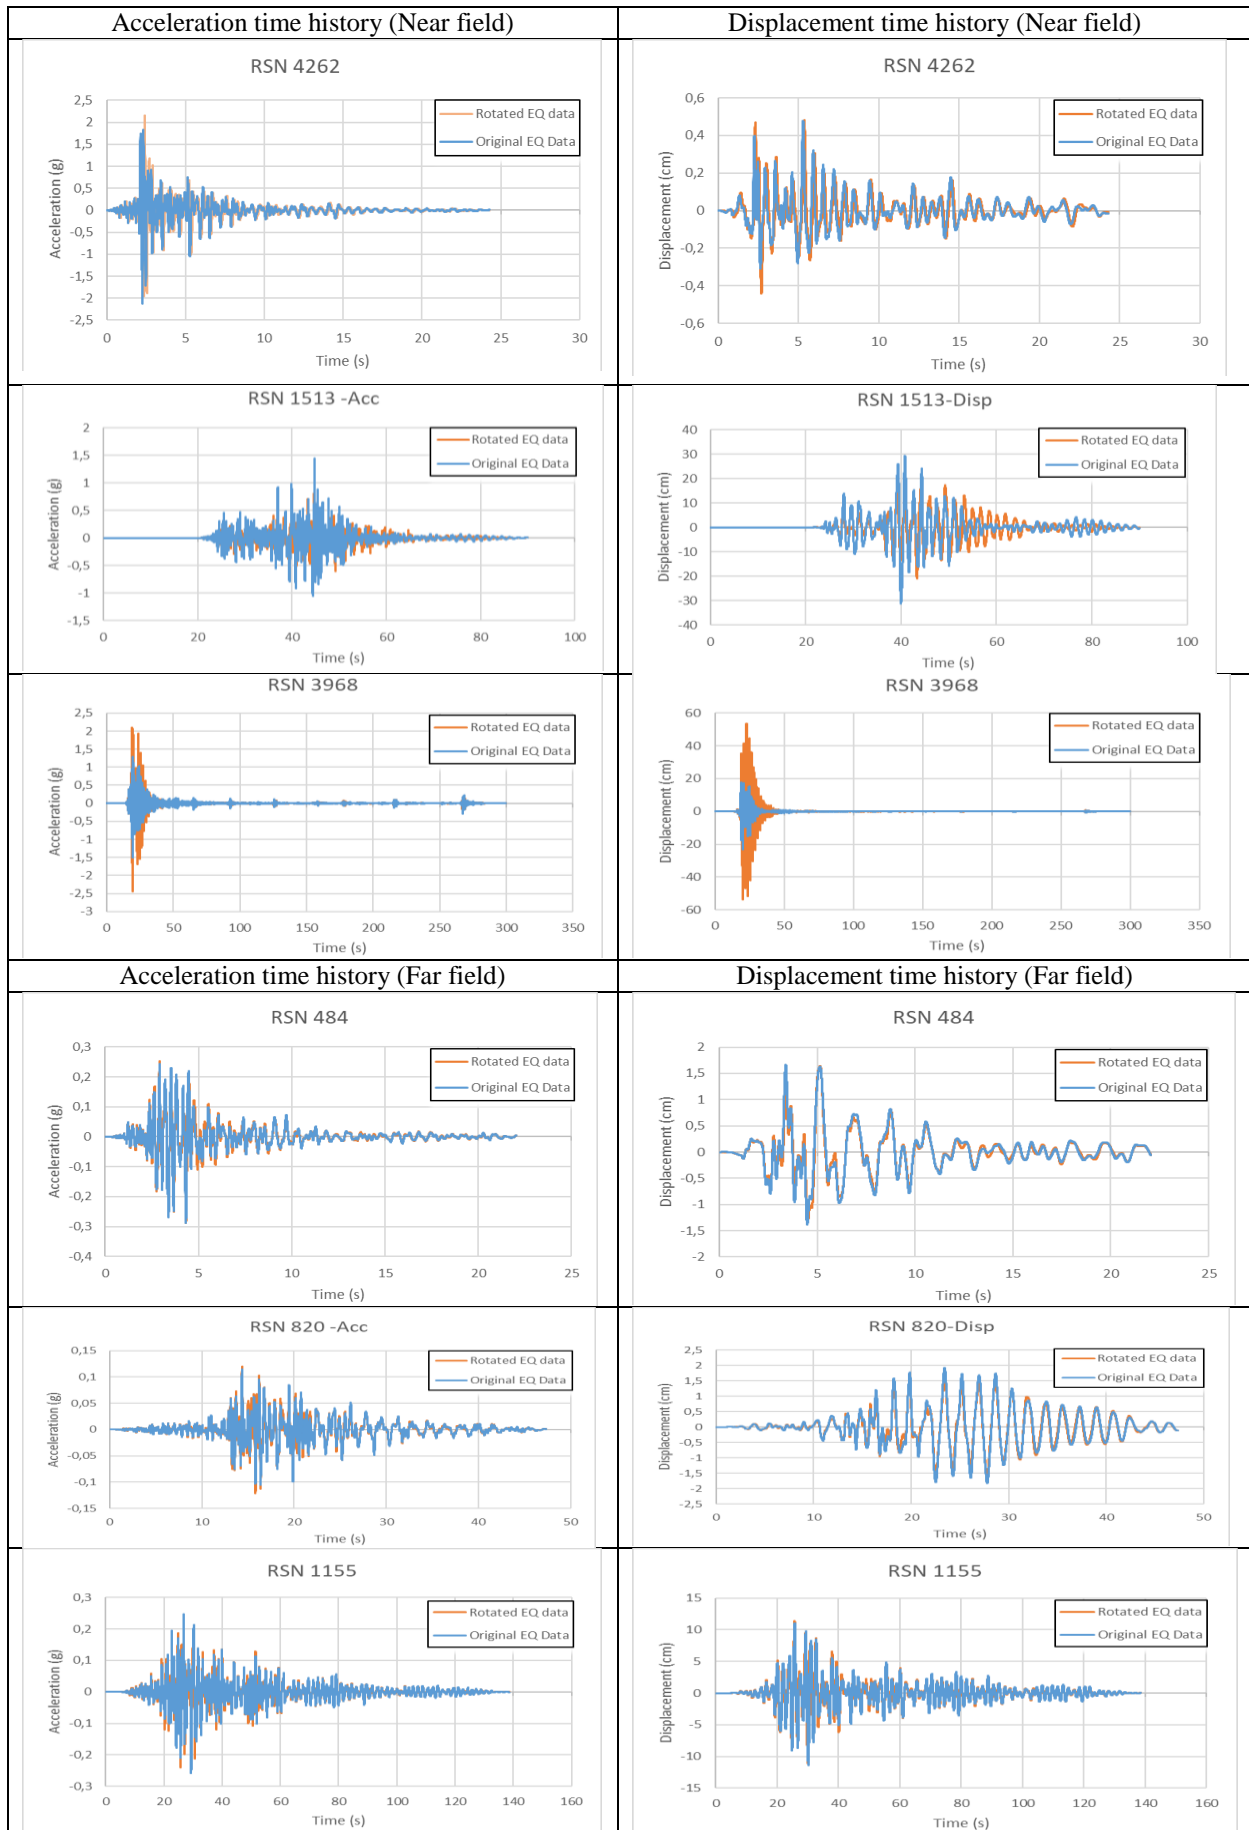 Acceleration time history (Near field)
Displacement time history (Near field)
RSN 4262
2,5
2
1,5
1
0,5
0
-0,5
-1
-1,5
-2
-2,5
Acceleration (g)
Rotated EQ data
Original EQ Data
0 5 10 15 20 25 30
Time (s)
RSN 4262
0,6
0,4
0,2
0
-0,2
-0,4
-0,6
Displacement (cm)
Rotated EQ data
Original EQ Data
0 5 10 15 20 25 30
Time (s)
RSN 1513 -Acc
2
1,5
1
0,5
0
-0,5
-1
-1,5
Acceleration (g)
Rotated EQ data
Original EQ Data
0 20 40 60 80 100
Time (s)
RSN 1513-Disp
40
30
20
10
0
-10
-20
-30
-40
Displacement (cm)
Rotated EQ data
Original EQ Data
0 20 40 60 80 100
Time (s)
RSN 3968
2,5
2
1,5
1
0,5
0
-0,5
-1
-1,5
-2
-2,5
-3
Acceleration (g)
Rotated EQ data
Original EQ Data
0 50 100 150 200 250 300 350
Time (s)
RSN 3968
60
40
20
0
-20
-40
-60
Displacement (cm)
Rotated EQ data
Original EQ Data
0 50 100 150 200 250 300 350
Time (s)
Acceleration time history (Far field)
Displacement time history (Far field)
RSN 484
0,3
0,2
0,1
0
-0,1
-0,2
-0,3
-0,4
Acceleration (g)
Rotated EQ data
Original EQ Data
0 5 10 15 20 25
Time (s)
RSN 484
2
1,5
1
0,5
0
-0,5
-1
-1,5
-2
Displacement (cm)
Rotated EQ data
Original EQ Data
0 5 10 15 20 25
Time (s)
RSN 820 -Acc
0,15
0,1
0,05
0
-0,05
-0,1
-0,15
Acceleration (g)
Rotated EQ data
Original EQ Data
0 10 20 30 40 50
Time (s)
RSN 820-Disp
2,5
2
1,5
1
0,5
0
-0,5
-1
-1,5
-2
-2,5
Displacement (cm)
Rotated EQ data
Original EQ Data
0 10 20 30 40 50
Time (s)
RSN 1155
0,3
0,2
0,1
0
-0,1
-0,2
-0,3
Acceleration (g)
Rotated EQ data
Original EQ Data
0 20 40 60 80 100 120 140 160
Time (s)
RSN 1155
15
10
5
0
-5
-10
-15
Displacement (cm)
Rotated EQ data
Original EQ Data
0 20 40 60 80 100 120 140 160
Time (s)